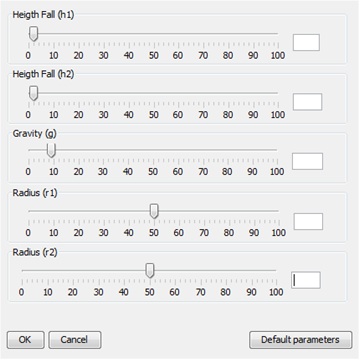 Heigth Fall (h1)
0 10 20 30 40 50 60 70 80 90 100
Heigth Fall (h2)
0 10 20 30 40 50 60 70 80 90 100
Gravity (g)
0 10 20 30 40 50 60 70 80 90 100
Radius (r1)
0 10 20 30 40 50 60 70 80 90 100
Radius (r2)
0 10 20 30 40 50 60 70 80 90 100
OK Cancel Default parameters